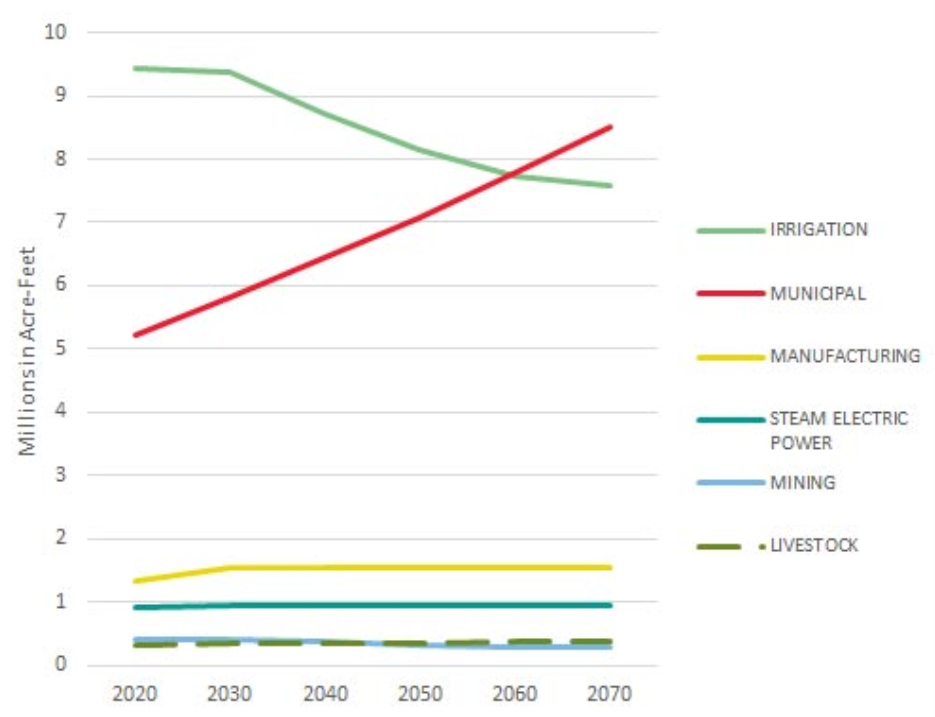 10
9
8
7
6
5
4
3
2
1
0
Millions in Acre-Feet
2020 2030 2040 2050 2060 2070
IRRIGATION
MUNICIPAL
MANUFACTURING
STEAM ELECTRIC
POWER
MINING
LIVESTOCK